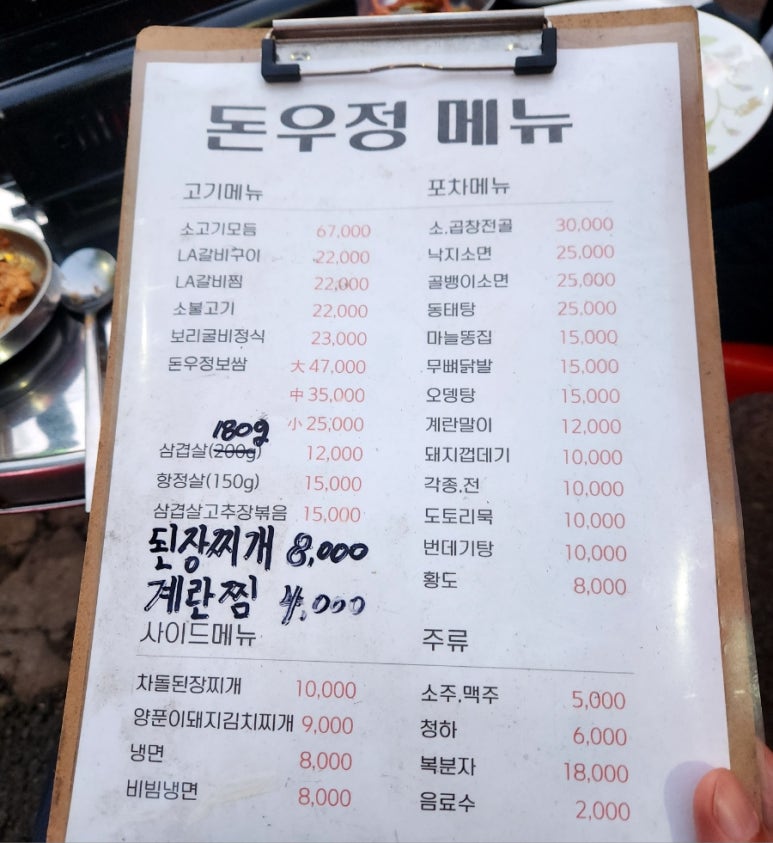 돈우정 메뉴
고기메뉴
소고기모듬 67,000
LA갈비구이 22,000
LA갈비찜 22,000
소불고기 22,000
보리굴비정식 23,000
돈우정보쌈 大 47,000
中 35,000
小 25,000
180g
삼겹살(200g) 12,000
항정살(150g) 15,000
삼겹살고추장볶음 15,000
된장찌개 8,000
계란찜 4,000
포차메뉴
소.곱창전골 30,000
낙지소면 25,000
골뱅이소면 25,000
동태탕 25,000
마늘똥집 15,000
무뼈닭발 15,000
오뎅탕 15,000
계란말이 12,000
돼지껍데기 10,000
각종.전 10,000
도토리묵 10,000
번데기탕 10,000
황도 8,000
사이드메뉴
차돌된장찌개 10,000
양푼이돼지김치찌개 9,000
냉면 8,000
비빔냉면 8,000
주류
소주.맥주 5,000
청하 6,000
복분자 18,000
음료수 2,000